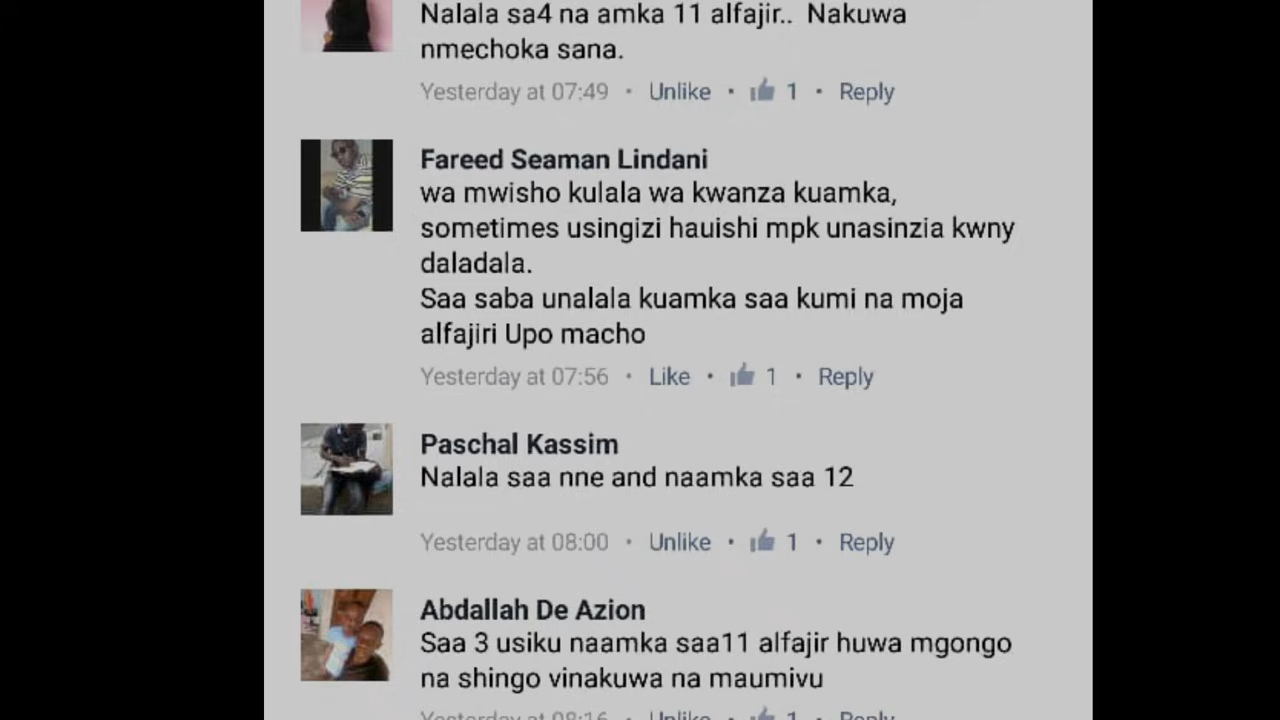 Nalala sa4 na amka 11 alfajir.. Nakuwa
nmechoka sana.
Yesterday at 07:49 • Unlike • 1 • Reply
Fareed Seaman Lindani
wa mwisho kulala wa kwanza kuamka,
sometimes usingizi hauishi mpk unasinzia kwny
daladala.
Saa saba unalala kuamka saa kumi na moja
alfajiri Upo macho
Yesterday at 07:56 • Like • 1 • Reply
Paschal Kassim
Nalala saa nne and naamka saa 12
Yesterday at 08:00 • Unlike • 1 • Reply
Abdallah De Azion
Saa 3 usiku naamka saa11 alfajir huwa mgongo
na shingo vinakuwa na maumivu
Yesterday at 08:16 • Unlike • 1 • Reply